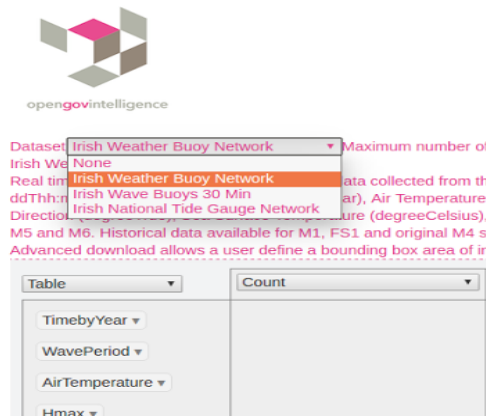 opengovintelligence
Dataset Irish Weather Buoy Network Maximum number of
Irish We
None
Real tim
Irish Weather Buoy Network
ata collected from th
ddThh:m
Irish Wave Buoys 30 Min
ar), Air Temperature
Irish National Tide Gauge Network
Direction (degreeTrue), Sea Surface Temperature (degreeCelsius),
M5 and M6. Historical data available for M1, FS1 and original M4 s
Advanced download allows a user define a bounding box area of in
Table Count
TimebyYear
WavePeriod
AirTemperature
Hmax